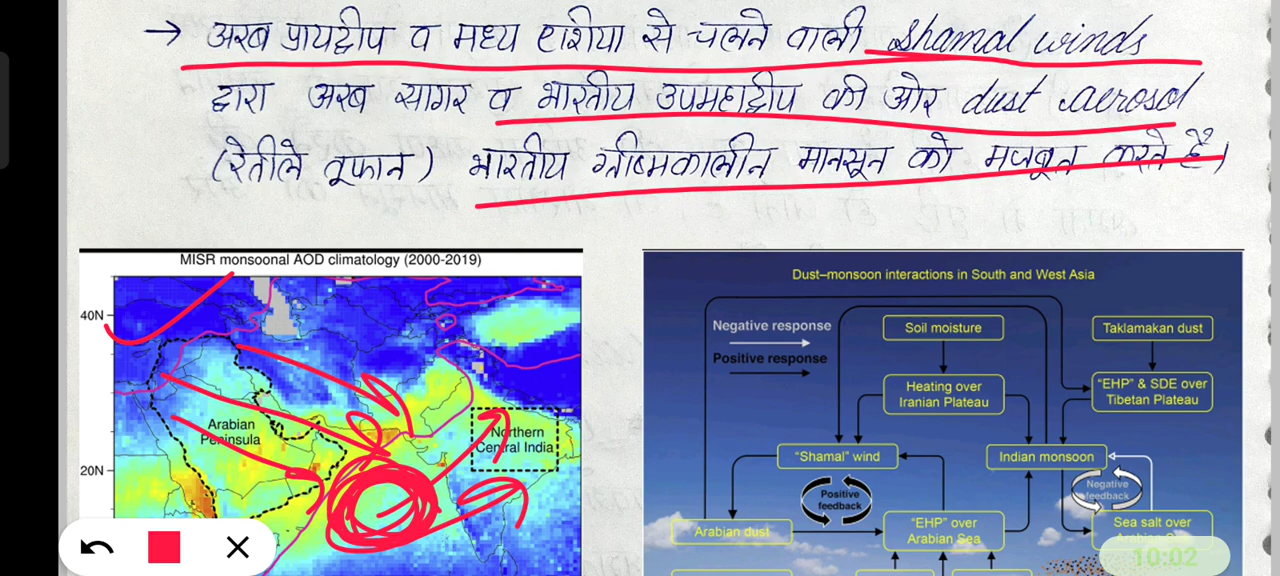 → अरब प्रायद्वीप व मध्य एशिया से चलने वाली Shamal winds
द्वारा अरब सागर व भारतीय उपमहाद्वीप की ओर dust aerosol
(रेतीले तूफान) भारतीय ग्रीष्मकालीन मानसून को मजबूत करते है।
MISR monsoonal AOD climatology (2000-2019)
40N
20N
Arabian
Peninsula
Northern
Central India
Dust–monsoon interactions in South and West Asia
Negative response
Positive response
Soil moisture
Taklamakan dust
Heating over
Iranian Plateau
"EHP" & SDE over
Tibetan Plateau
"Shamal" wind
Indian monsoon
Positive
feedback
Negative
feedback
Arabian dust
"EHP" over
Arabian Sea
Sea salt over
10:02